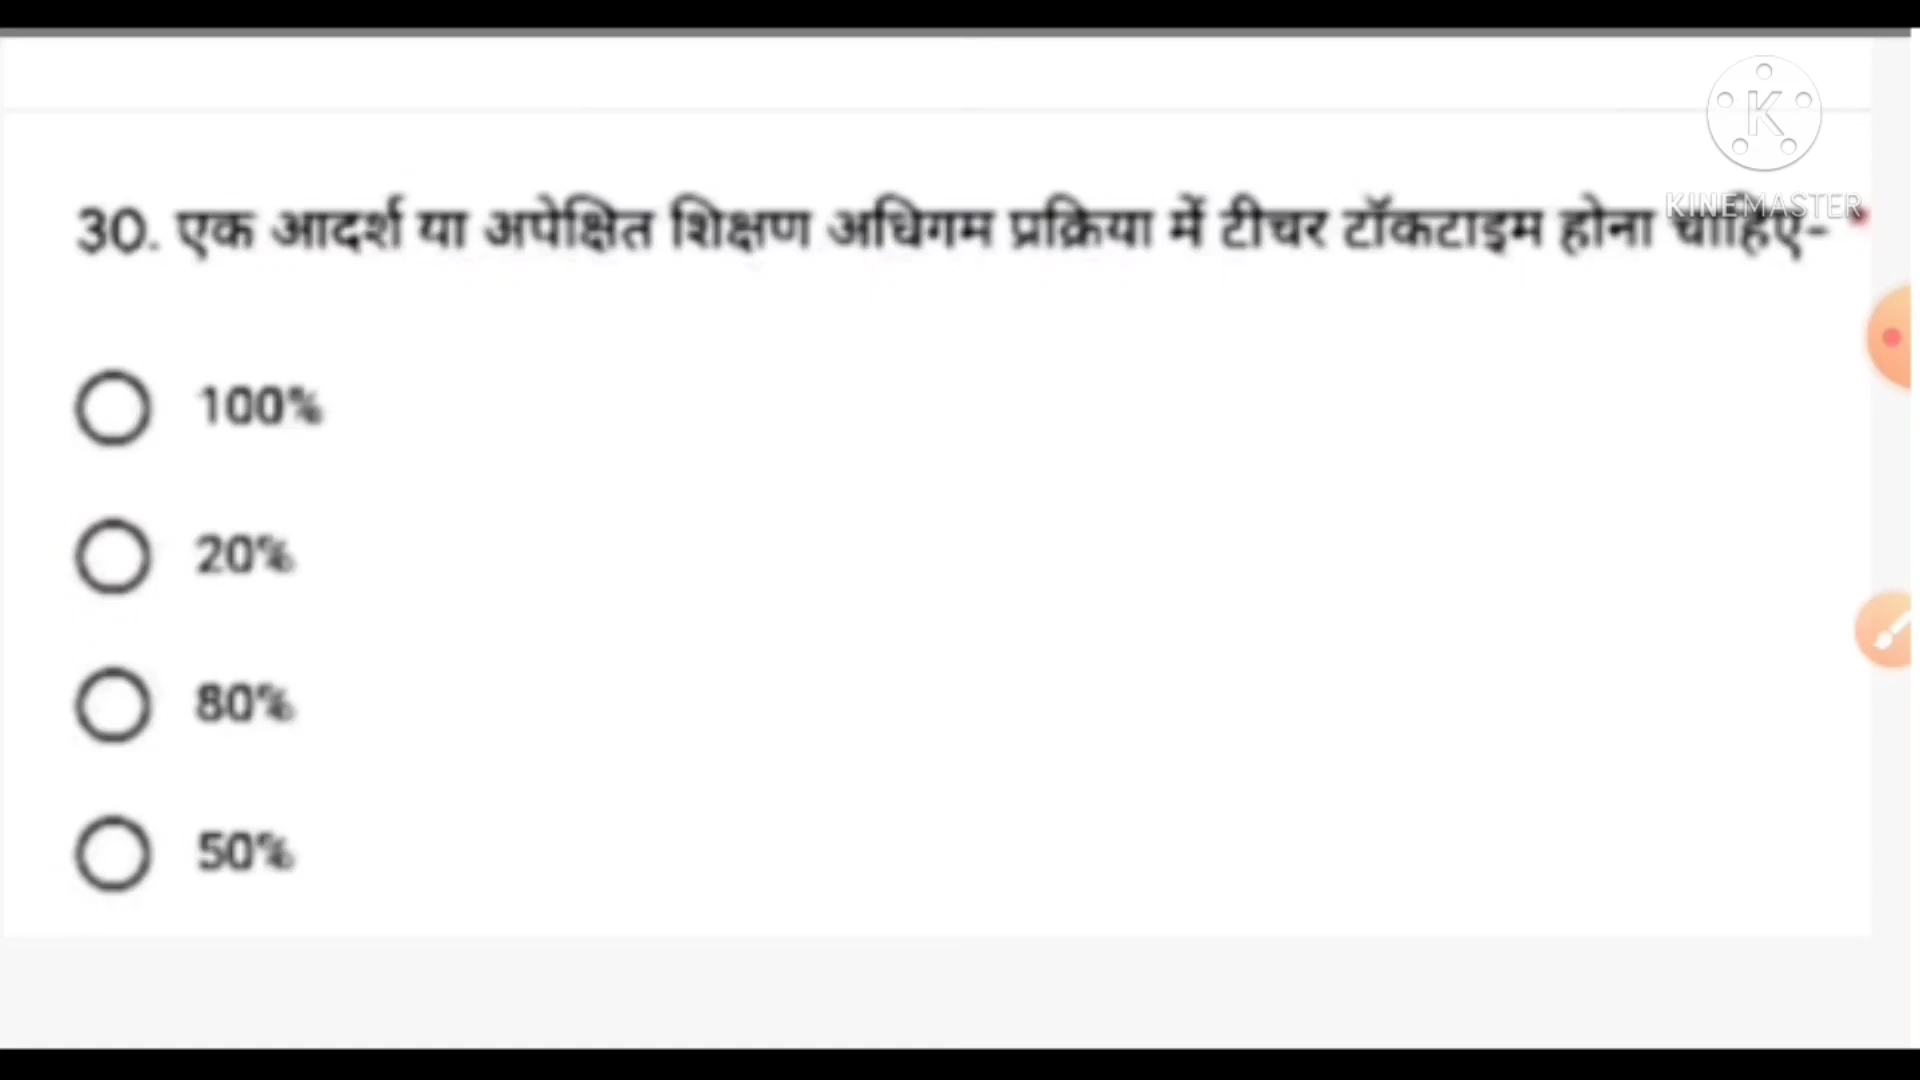 K
KINEMASTER
30. एक आदर्श या अपेक्षित शिक्षण अधिगम प्रक्रिया में टीचर टॉकटाइम होना चाहिए- *
100%
20%
80%
50%